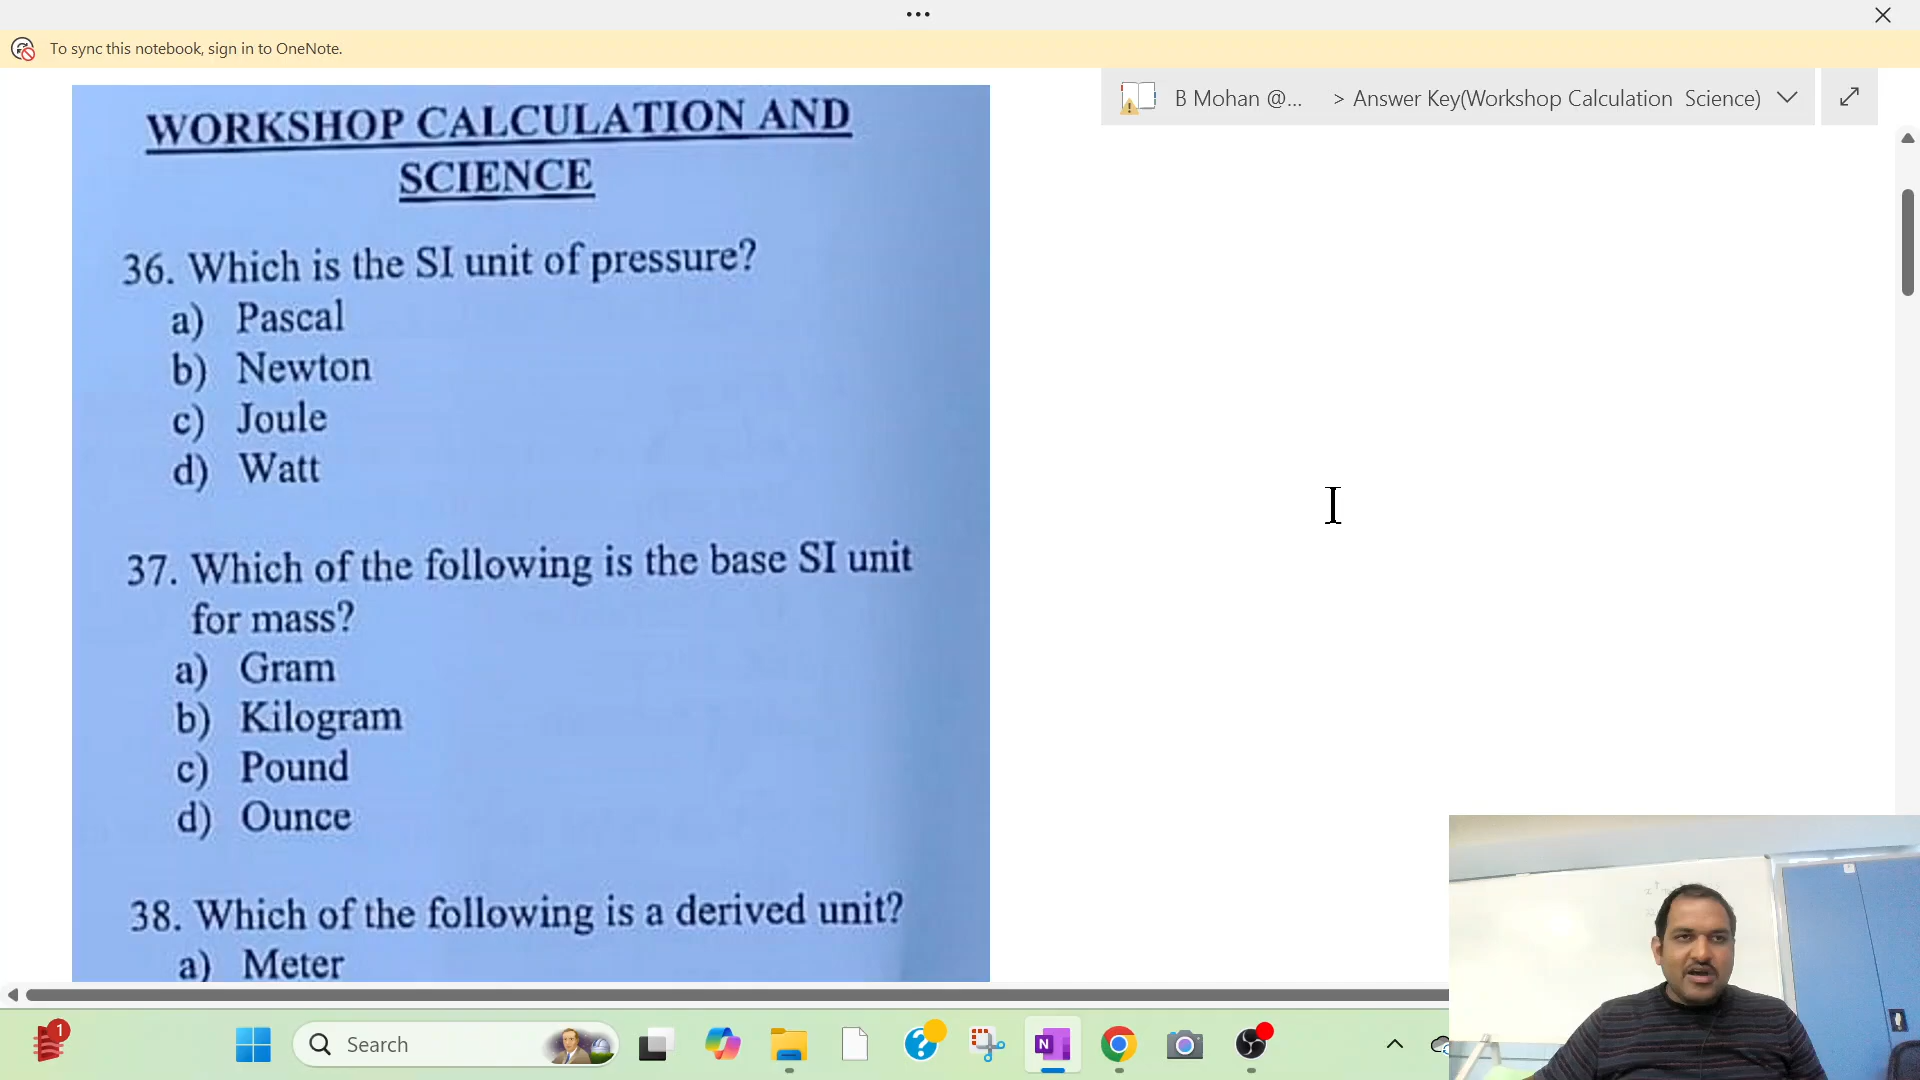 •••
To sync this notebook, sign in to OneNote.
B Mohan @... > Answer Key(Workshop Calculation Science)
WORKSHOP CALCULATION AND
SCIENCE
36. Which is the SI unit of pressure?
a) Pascal
b) Newton
c) Joule
d) Watt
37. Which of the following is the base SI unit
for mass?
a) Gram
b) Kilogram
c) Pound
d) Ounce
38. Which of the following is a derived unit?
a) Meter
1
Search
N